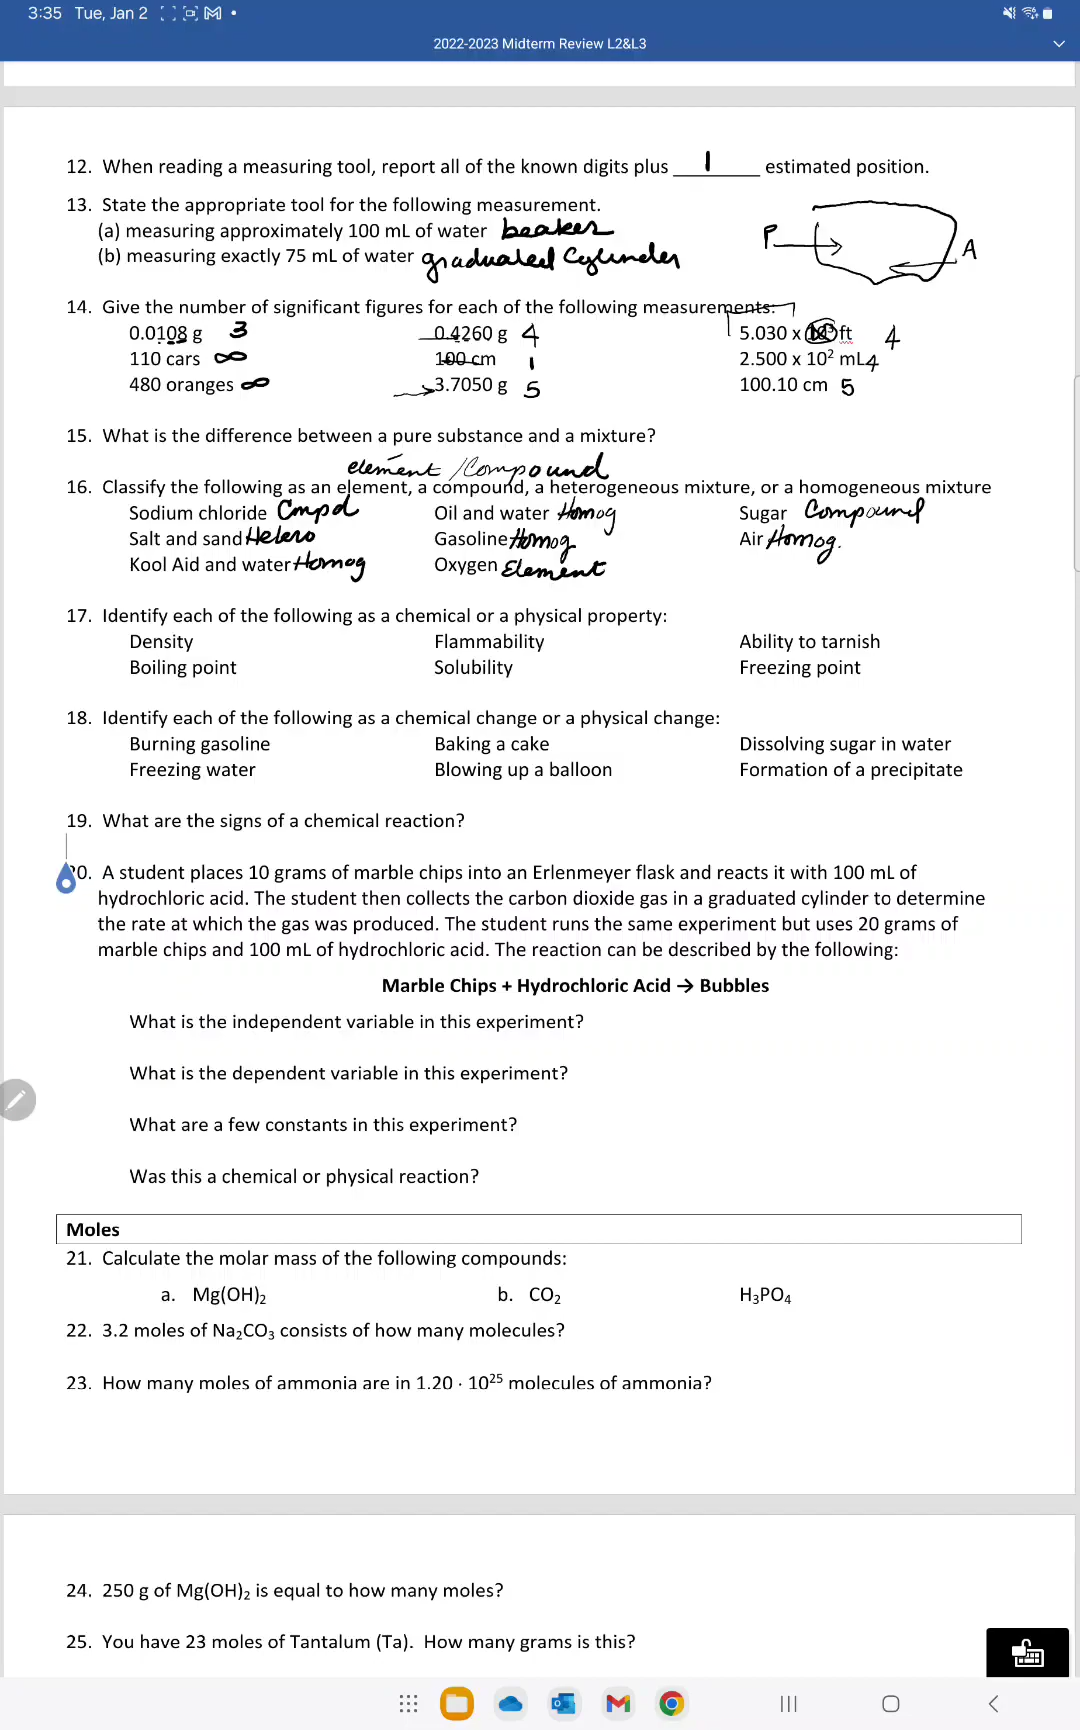 3:35 Tue, Jan 2
2022-2023 Midterm Review L2&L3
12. When reading a measuring tool, report all of the known digits plus 1 estimated position.
13. State the appropriate tool for the following measurement.
(a) measuring approximately 100 mL of water beaker
(b) measuring exactly 75 mL of water graduated Cylinder
P A
14. Give the number of significant figures for each of the following measurements:
0.0108 g 3 0.4260 g 4 5.030 x 10³ ft 4
110 cars ∞ 100 cm 1 2.500 x 10² mL 4
480 oranges ∞ 3.7050 g 5 100.10 cm 5
15. What is the difference between a pure substance and a mixture?
element / Compound
16. Classify the following as an element, a compound, a heterogeneous mixture, or a homogeneous mixture
Sodium chloride Cmpd Oil and water Homog Sugar Compound
Salt and sand Hetero Gasoline Homog Air Homog.
Kool Aid and water Homog Oxygen Element
17. Identify each of the following as a chemical or a physical property:
Density Flammability Ability to tarnish
Boiling point Solubility Freezing point
18. Identify each of the following as a chemical change or a physical change:
Burning gasoline Baking a cake Dissolving sugar in water
Freezing water Blowing up a balloon Formation of a precipitate
19. What are the signs of a chemical reaction?
20. A student places 10 grams of marble chips into an Erlenmeyer flask and reacts it with 100 mL of
hydrochloric acid. The student then collects the carbon dioxide gas in a graduated cylinder to determine
the rate at which the gas was produced. The student runs the same experiment but uses 20 grams of
marble chips and 100 mL of hydrochloric acid. The reaction can be described by the following:
Marble Chips + Hydrochloric Acid → Bubbles
What is the independent variable in this experiment?
What is the dependent variable in this experiment?
What are a few constants in this experiment?
Was this a chemical or physical reaction?
Moles
21. Calculate the molar mass of the following compounds:
a. Mg(OH)₂ b. CO₂ H₃PO₄
22. 3.2 moles of Na₂CO₃ consists of how many molecules?
23. How many moles of ammonia are in 1.20 · 10²⁵ molecules of ammonia?
24. 250 g of Mg(OH)₂ is equal to how many moles?
25. You have 23 moles of Tantalum (Ta). How many grams is this?